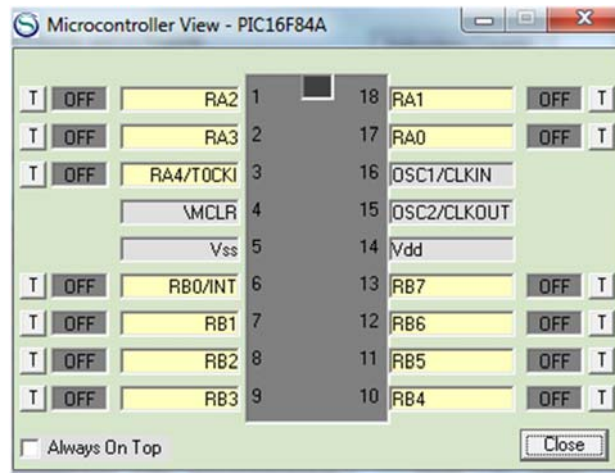 Microcontroller View - PIC16F84A
T OFF RA2 1 18 RA1 OFF T
T OFF RA3 2 17 RA0 OFF T
T OFF RA4/T0CKI 3 16 OSC1/CLKIN
\MCLR 4 15 OSC2/CLKOUT
Vss 5 14 Vdd
T OFF RB0/INT 6 13 RB7 OFF T
T OFF RB1 7 12 RB6 OFF T
T OFF RB2 8 11 RB5 OFF T
T OFF RB3 9 10 RB4 OFF T
Always On Top Close